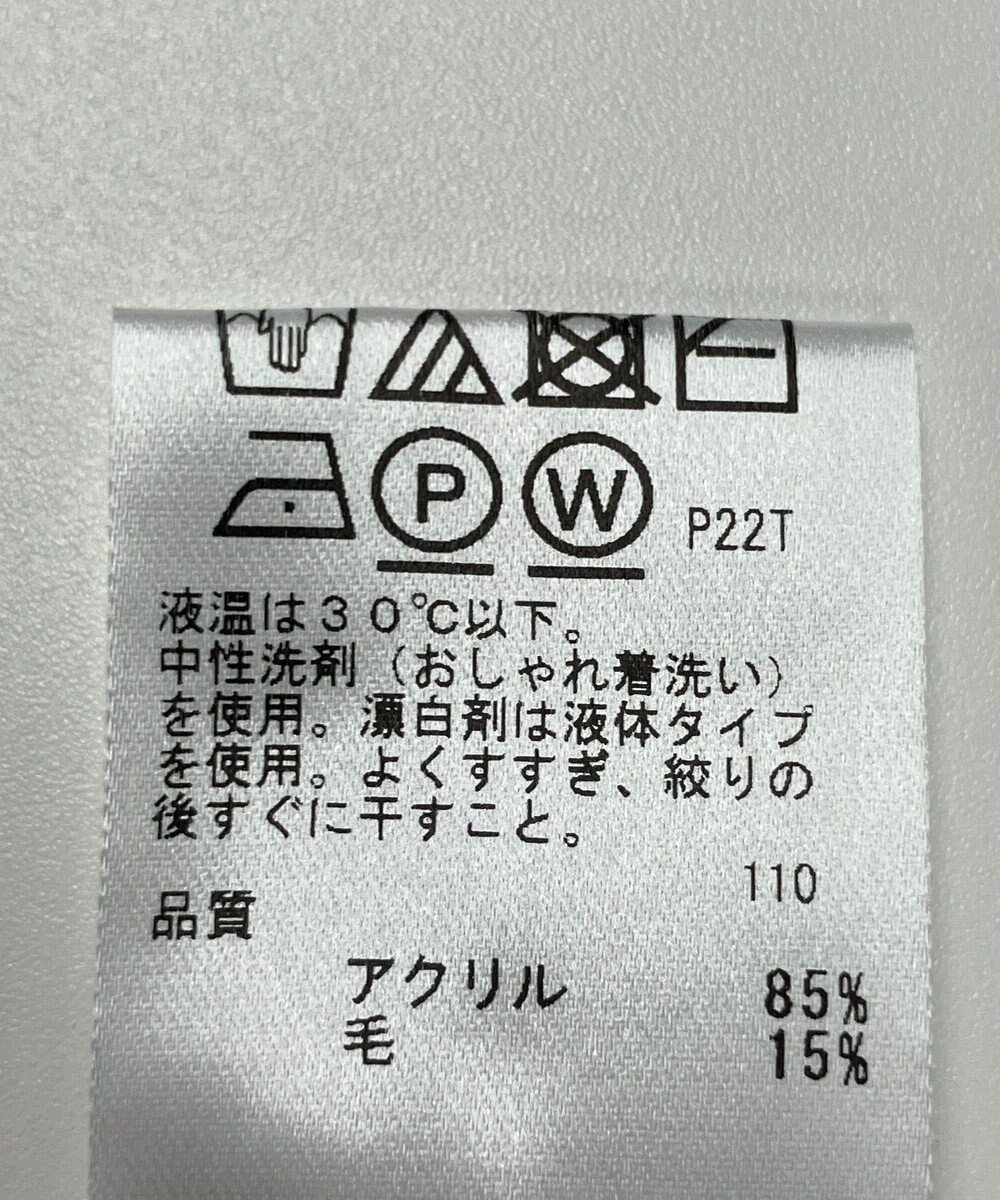 P
W
P22T
液温は30℃以下。
中性洗剤（おしゃれ着洗い）
を使用。漂白剤は液体タイプ
を使用。よくすすぎ、絞りの
後すぐに干すこと。
110
品質
アクリル 85%
毛 15%